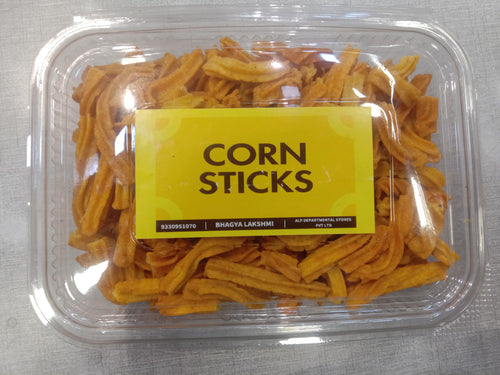 CORN
STICKS
9330951070 | BHAGYA LAKSHMI | ALP-DEPARTMENTAL STORES
PVT LTD